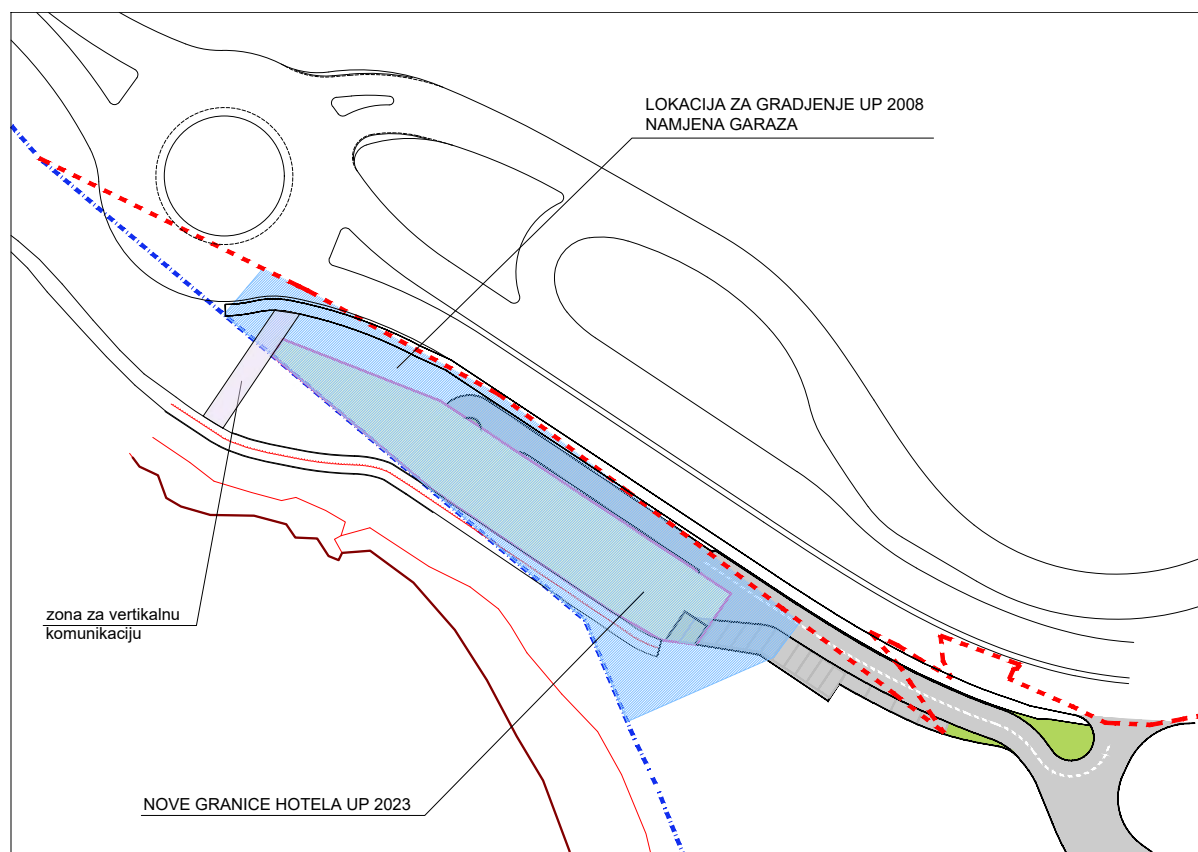 LOKACIJA ZA GRADJENJE UP 2008
NAMJENA GARAZA
zona za vertikalnu
komunikaciju
NOVE GRANICE HOTELA UP 2023